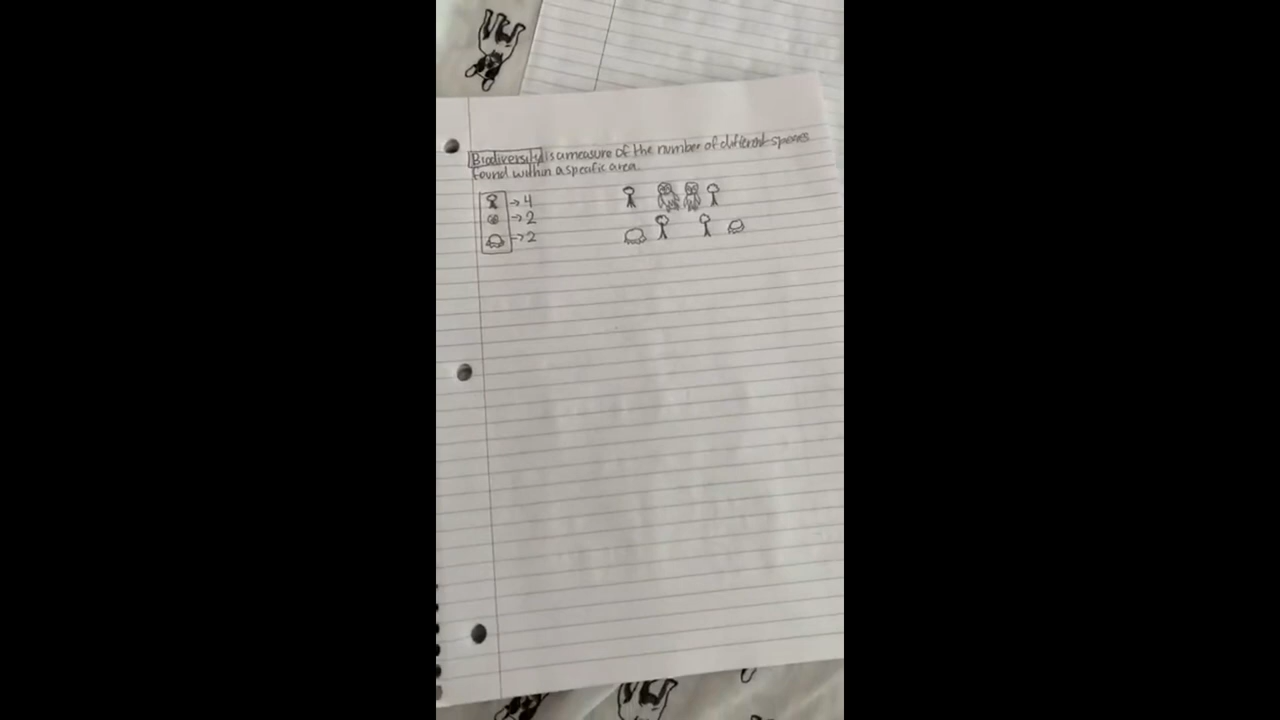 Biodiversity is a measure of the number of different species
found within a specific area.
→ 4
→ 2
→ 2